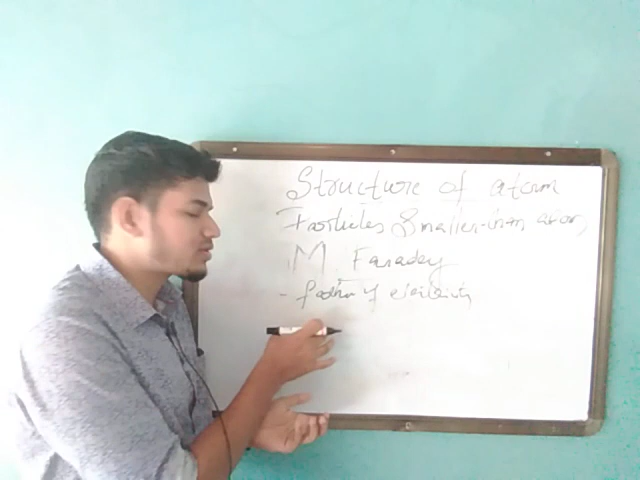 Structure of atom
Particles Smaller than atom
M. Faraday
- father of electricity